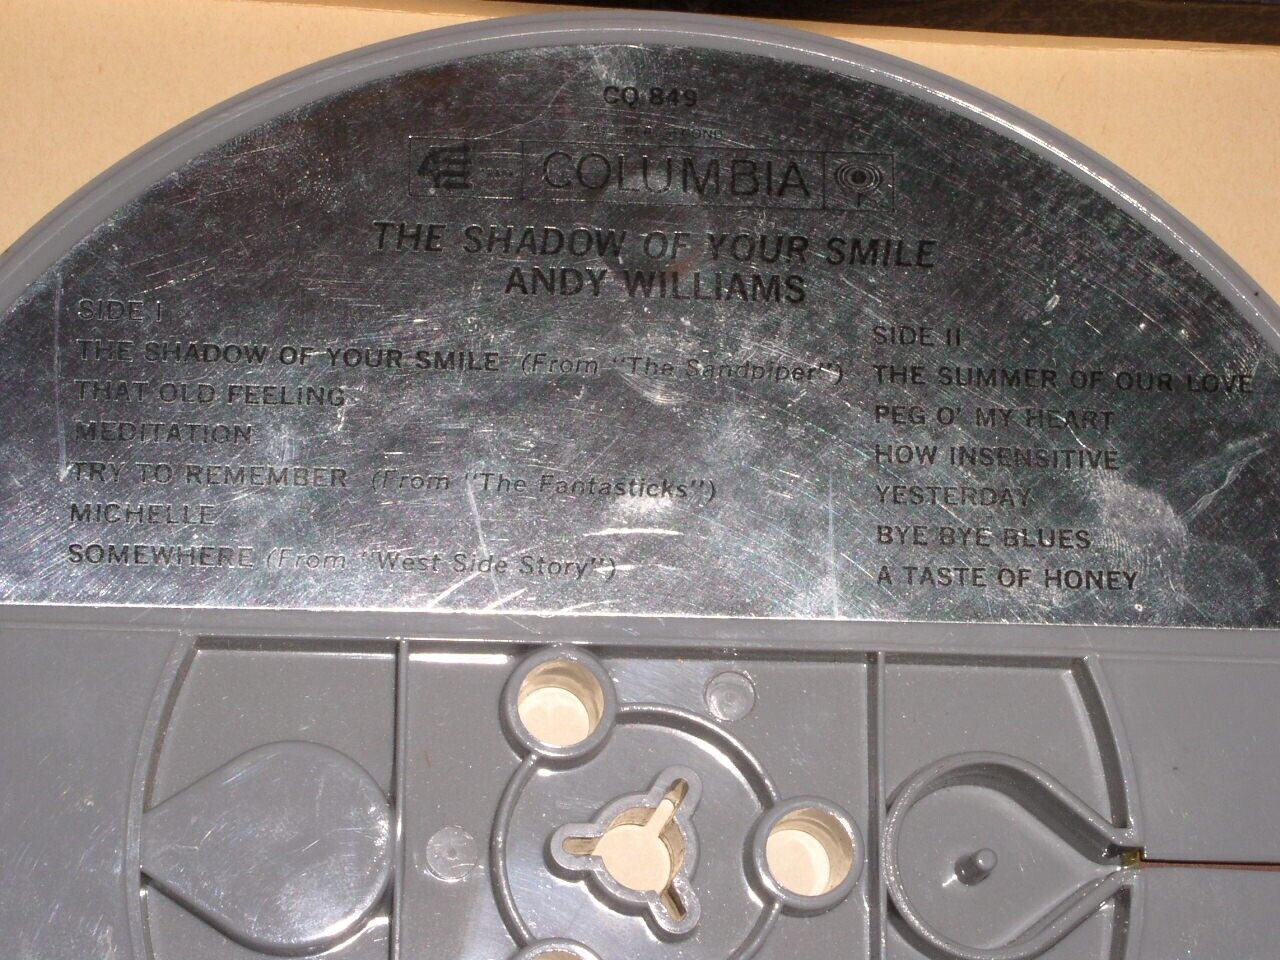 CQ 849
COLUMBIA
THE SHADOW OF YOUR SMILE
ANDY WILLIAMS
SIDE I
THE SHADOW OF YOUR SMILE (From "The Sandpiper")
THAT OLD FEELING
MEDITATION
TRY TO REMEMBER (From "The Fantasticks")
MICHELLE
SOMEWHERE (From "West Side Story")
SIDE II
THE SUMMER OF OUR LOVE
PEG O' MY HEART
HOW INSENSITIVE
YESTERDAY
BYE BYE BLUES
A TASTE OF HONEY